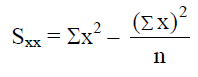 Sₓₓ = Σx² − (Σx)² / n